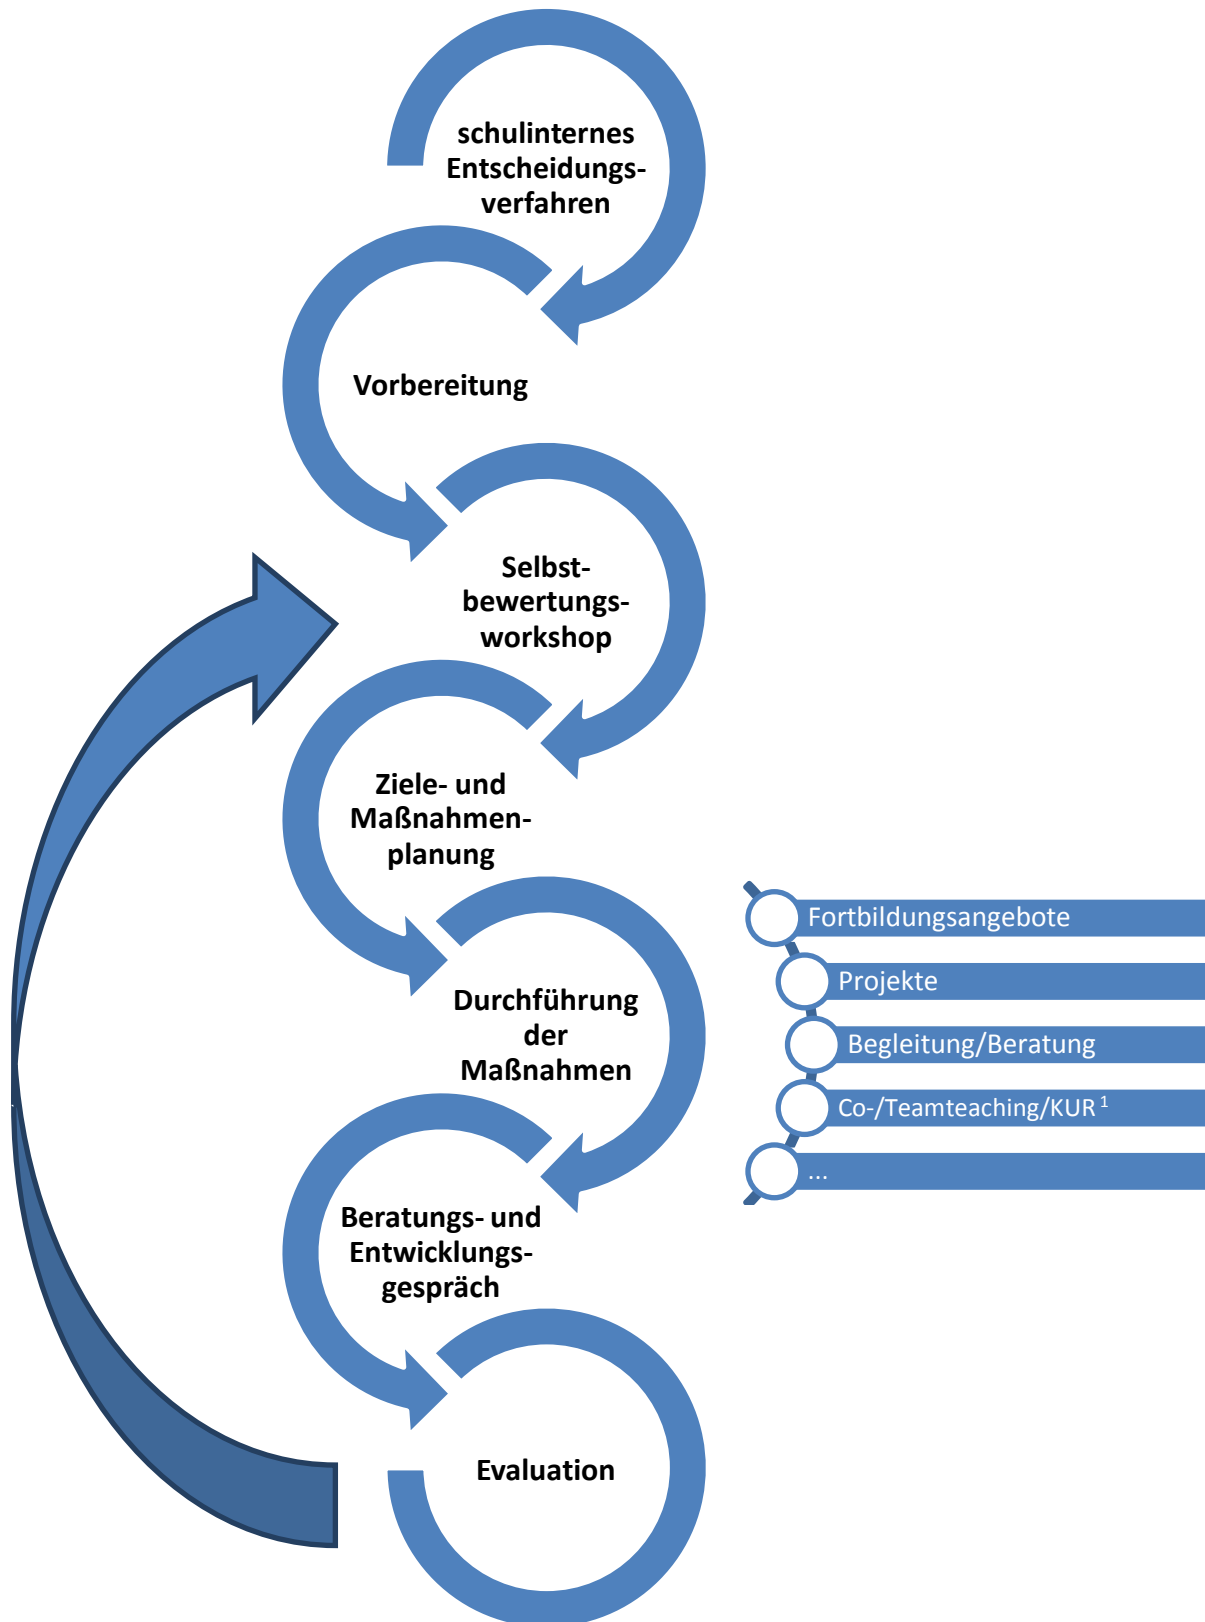 schulinternes
Entscheidungs-
verfahren
Vorbereitung
Selbst-
bewertungs-
workshop
Ziele- und
Maßnahmen-
planung
Durchführung
der
Maßnahmen
Fortbildungsangebote
Projekte
Begleitung/Beratung
Co-/Teamteaching/KUR ¹
...
Beratungs- und
Entwicklungs-
gespräch
Evaluation